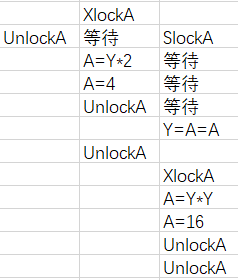 XlockA
UnlockA 等待 SlockA
A=Y*2 等待
A=4 等待
UnlockA 等待
Y=A=A
UnlockA
XlockA
A=Y*Y
A=16
UnlockA
UnlockA